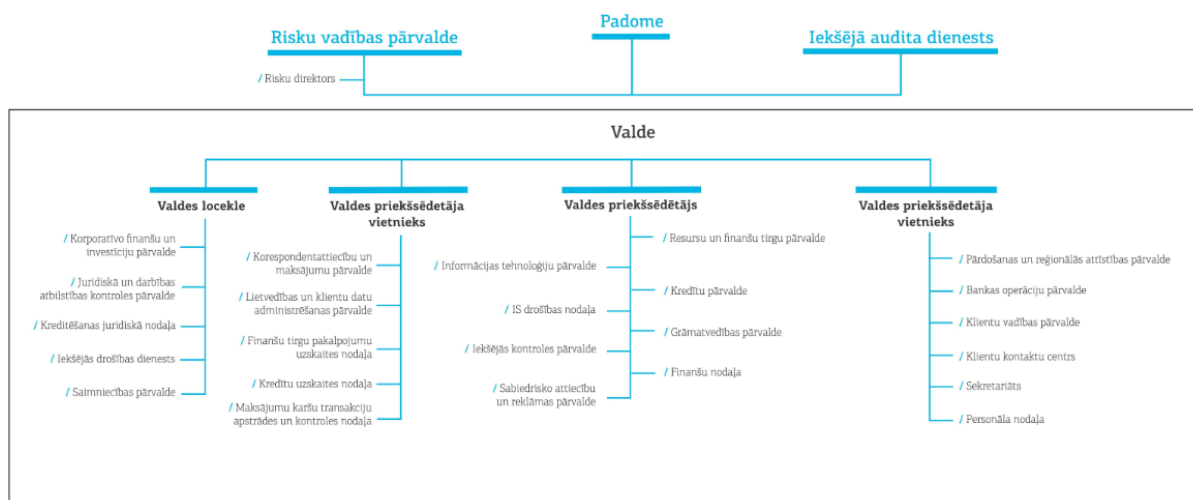 Padome
Risku vadības pārvalde
Iekšējā audita dienests
/ Risku direktors
Valde
Valdes locekle
/ Korporatīvo finanšu un
investīciju pārvalde
/ Juridiskā un darbības
atbilstības kontroles pārvalde
/ Kreditēšanas juridiskā nodaļa
/ Iekšējās drošības dienests
/ Saimniecības pārvalde
Valdes priekšsēdetāja
vietnieks
/ Korespondentattiecību un
maksājumu pārvalde
/ Lietvedības un klientu datu
administrēšanas pārvalde
/ Finanšu tirgu pakalpojumu
uzskaites nodaļa
/ Kredītu uzskaites nodaļa
/ Maksājumu karšu transakciju
apstrādes un kontroles nodaļa
Valdes priekšsēdētājs
/ Resursu un finanšu tirgu pārvalde
/ Informācijas tehnoloģiju pārvalde
/ Kredītu pārvalde
/ IS drošības nodaļa
/ Grāmatvedības pārvalde
/ Iekšējās kontroles pārvalde
/ Finanšu nodaļa
/ Sabiedrisko attiecību
un reklāmas pārvalde
Valdes priekšsēdetāja
vietnieks
/ Pārdošanas un reģionālās attīstības pārvalde
/ Bankas operāciju pārvalde
/ Klientu vadības pārvalde
/ Klientu kontaktu centrs
/ Sekretariāts
/ Personāla nodaļa